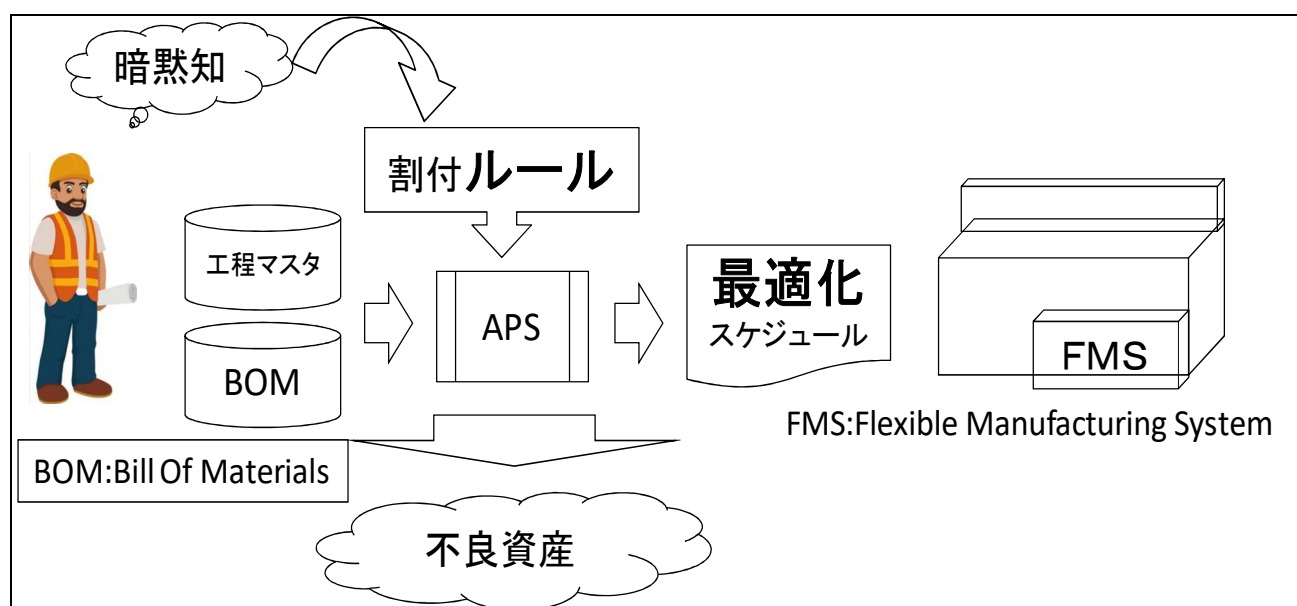 暗黙知
割付ルール
工程マスタ
BOM
APS
最適化
スケジュール
FMS
FMS:Flexible Manufacturing System
BOM:Bill Of Materials
不良資産